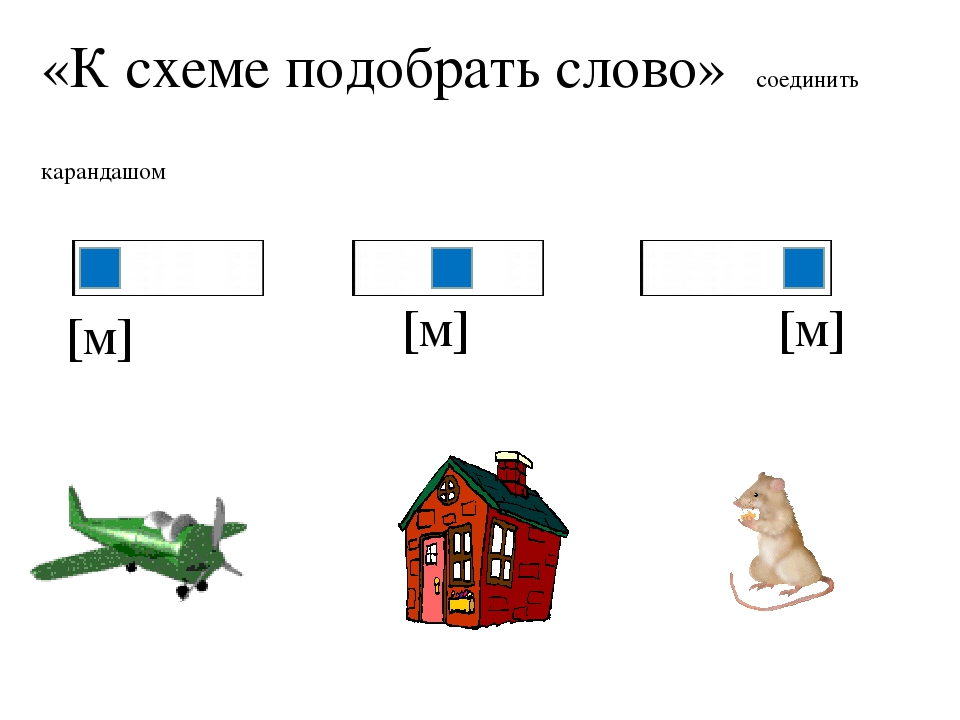 «К схеме подобрать слово» соединить
карандашом
[м] [м] [м]